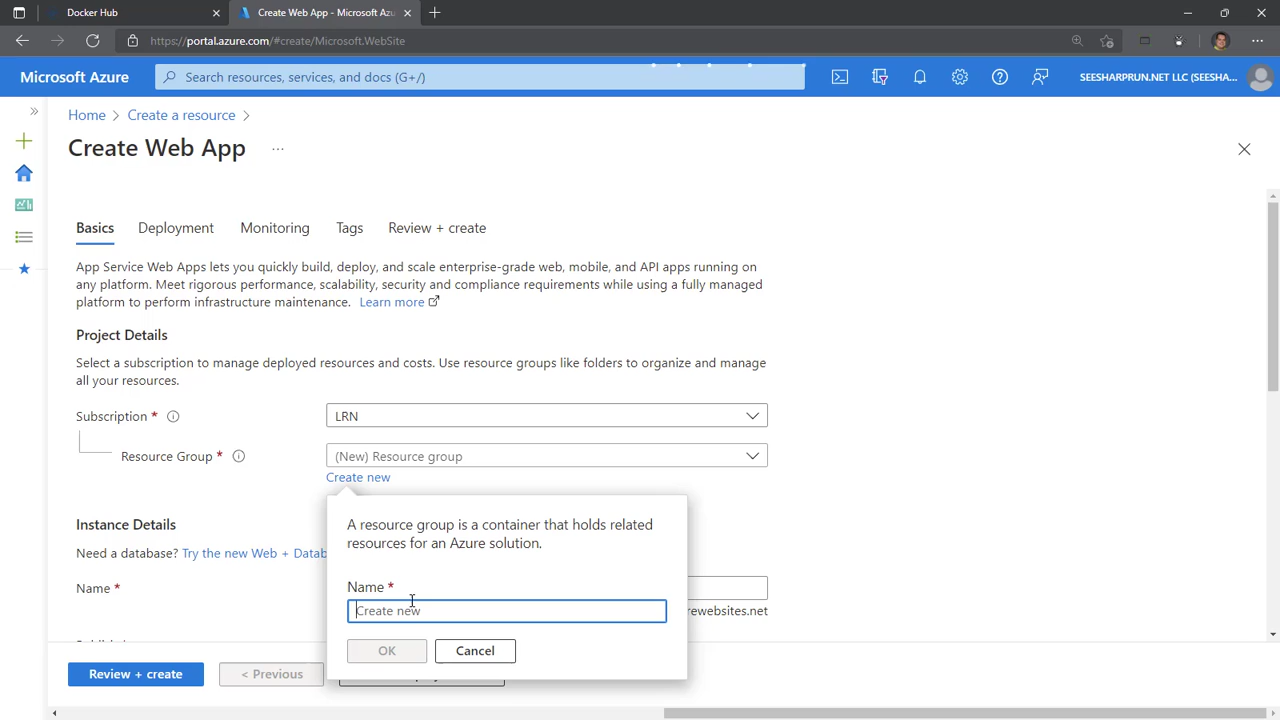 Docker Hub
Create Web App - Microsoft Azu
https://portal.azure.com/#create/Microsoft.WebSite
Microsoft Azure
Search resources, services, and docs (G+/)
SEESHARPRUN.NET LLC (SEESHA...
Home > Create a resource >
Create Web App ...
Basics
Deployment
Monitoring
Tags
Review + create
App Service Web Apps lets you quickly build, deploy, and scale enterprise-grade web, mobile, and API apps running on
any platform. Meet rigorous performance, scalability, security and compliance requirements while using a fully managed
platform to perform infrastructure maintenance. Learn more
Project Details
Select a subscription to manage deployed resources and costs. Use resource groups like folders to organize and manage
all your resources.
Subscription *
LRN
Resource Group *
(New) Resource group
Create new
A resource group is a container that holds related
resources for an Azure solution.
Name *
Create new
OK
Cancel
Instance Details
Need a database? Try the new Web + Datab
Name *
rewebsites.net
Review + create
< Previous